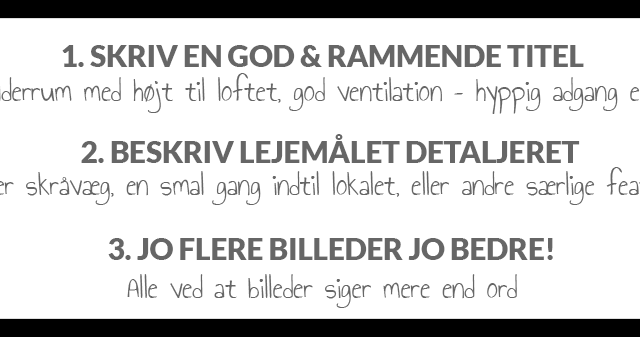 1. SKRIV EN GOD & RAMMENDE TITEL
med højt til loftet, god ventilation - hyppig adgang
2. BESKRIV LEJEMÅLET DETALJERET
skråvæg, en smal gang indtil lokalet, eller andre særlige
3. JO FLERE BILLEDER JO BEDRE!
Alle ved at billeder siger mere end ord